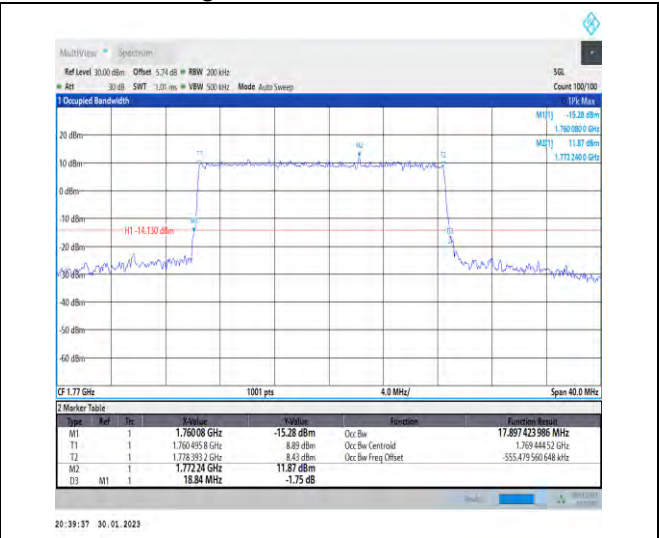 MultiView Spectrum
Ref Level 30.00 dBm Offset 5.74 dB RBW 200 kHz SGL
Att 30 dB SWT 1.01 ms VBW 500 kHz Mode Auto Sweep Count 100/100
1 Occupied Bandwidth 1Pk Max
M1[1] -15.28 dBm
1.760 080 0 GHz
20 dBm
M2[1] 11.87 dBm
1.772 240 0 GHz
M2
T1 T2
10 dBm
0 dBm
-10 dBm
M1
H1 -14.130 dBm
D3
-20 dBm
-30 dBm
-40 dBm
-50 dBm
-60 dBm
CF 1.77 GHz 1001 pts 4.0 MHz/ Span 40.0 MHz
2 Marker Table
Type Ref Trc X-Value Y-Value Function Function Result
M1 1 1.76008 GHz -15.28 dBm Occ Bw 17.897 423 986 MHz
T1 1 1.760 495 8 GHz 8.89 dBm Occ Bw Centroid 1.769 444 52 GHz
T2 1 1.778 393 2 GHz 8.43 dBm Occ Bw Freq Offset -555.479 560 648 kHz
M2 1 1.77224 GHz 11.87 dBm
D3 M1 1 18.84 MHz -1.75 dB
20:39:37 30.01.2023